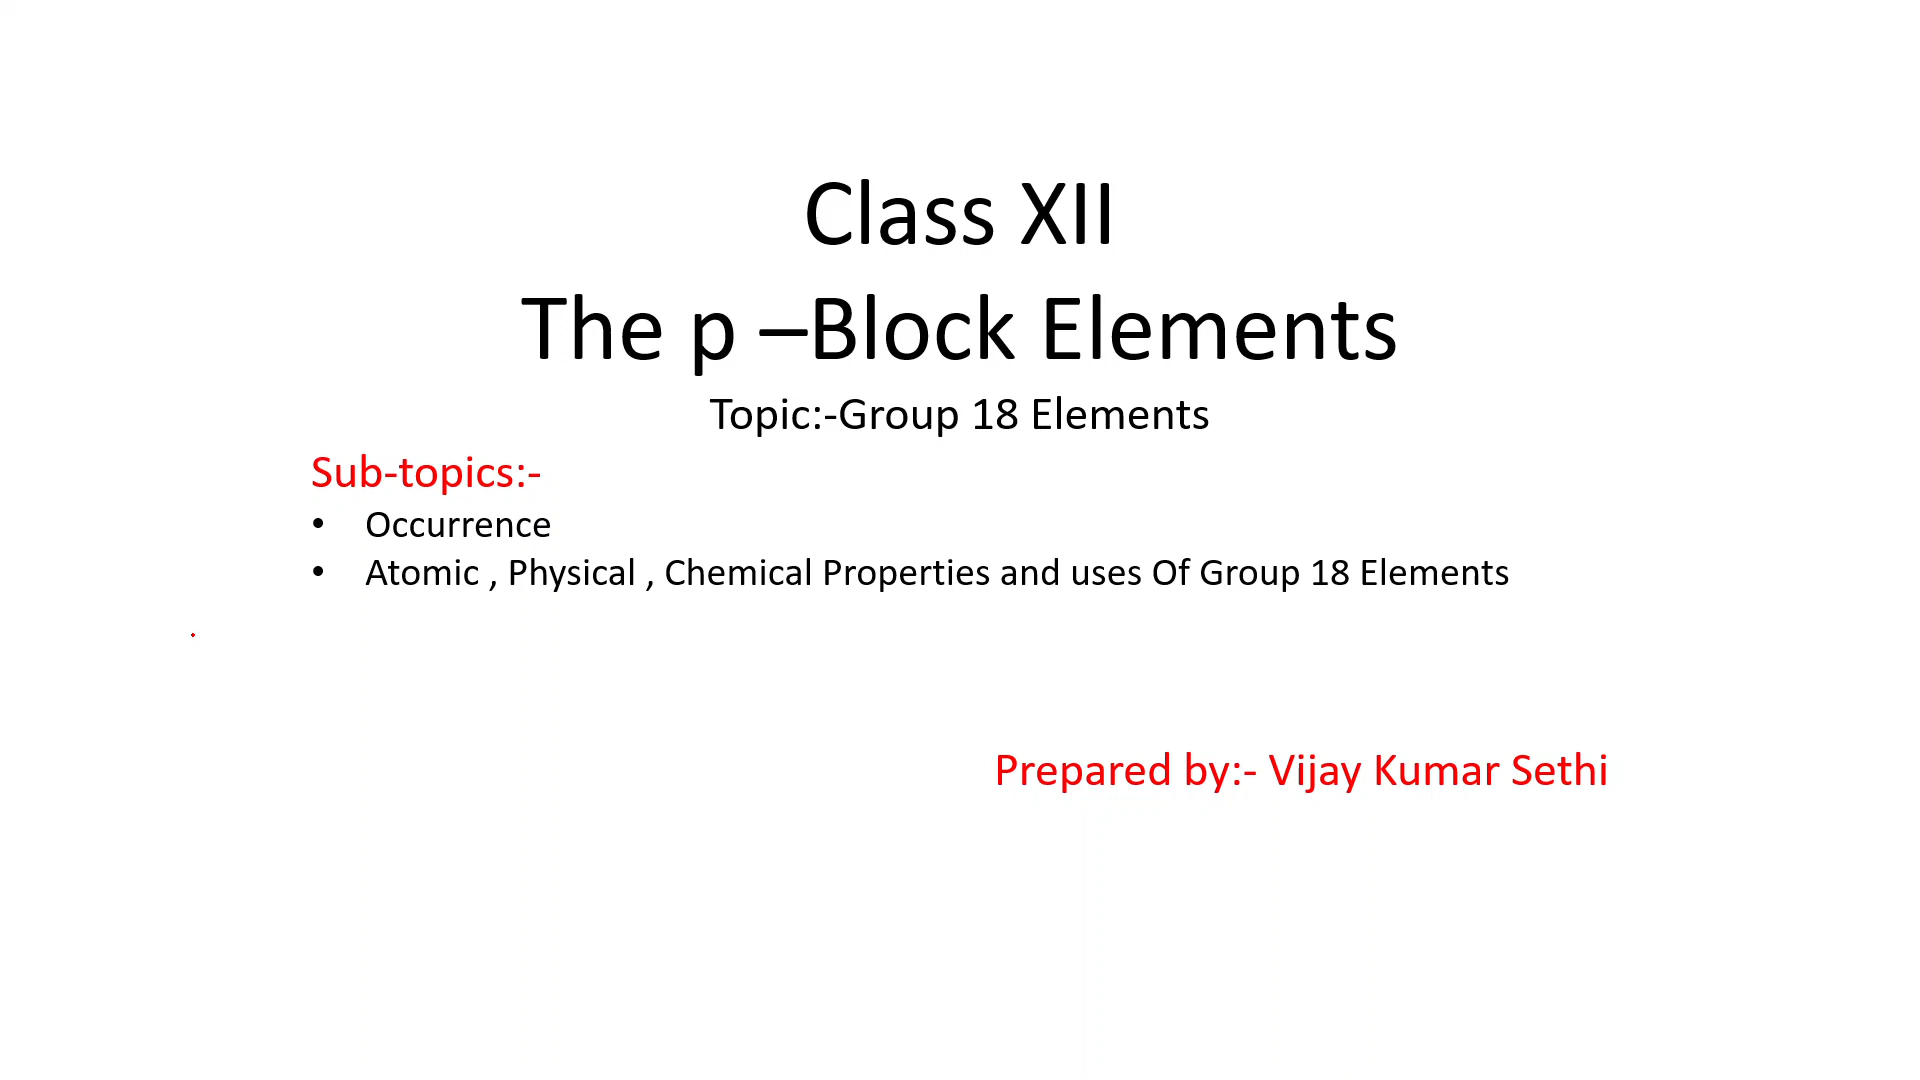 Class XII
The p –Block Elements
Topic:-Group 18 Elements
Sub-topics:-
• Occurrence
• Atomic , Physical , Chemical Properties and uses Of Group 18 Elements
Prepared by:- Vijay Kumar Sethi